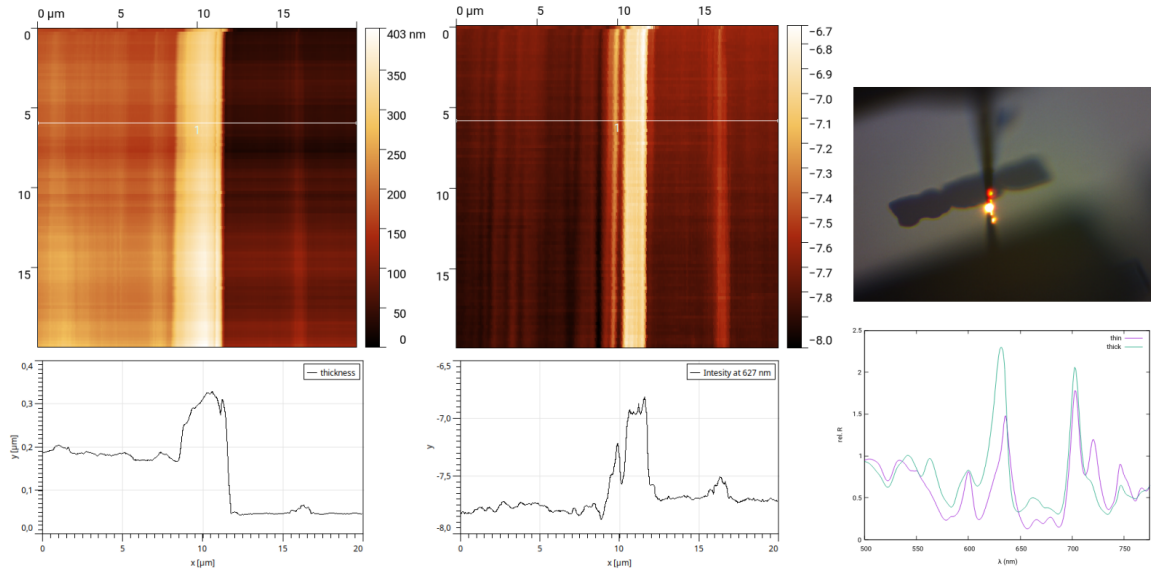 0 μm 5 10 15
0
5
10
15
403 nm
350
300
250
200
150
100
50
0
1
0 μm 5 10 15
0
5
10
15
−6.7
−6.8
−6.9
−7.0
−7.1
−7.2
−7.3
−7.4
−7.5
−7.6
−7.7
−7.8
−8.0
1
thickness
0,4
0,3
0,2
0,1
0,0
y [μm]
0 5 10 15 20
x [μm]
Intesity at 627 nm
-6,5
-7,0
-7,5
-8,0
y
0 5 10 15 20
x [μm]
thin
thick
2.5
2
1.5
1
0.5
0
rel. R
500 550 600 650 700 750
λ (nm)